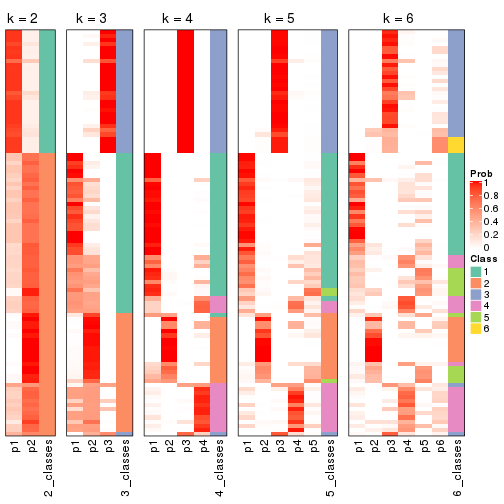 k = 2
k = 3
k = 4
k = 5
k = 6
Prob
1
0.8
0.6
0.4
0.2
0
Class
1
2
3
4
5
6
p1
p2
2_classes
p1
p2
p3
3_classes
p1
p2
p3
p4
4_classes
p1
p2
p3
p4
p5
5_classes
p1
p2
p3
p4
p5
p6
6_classes